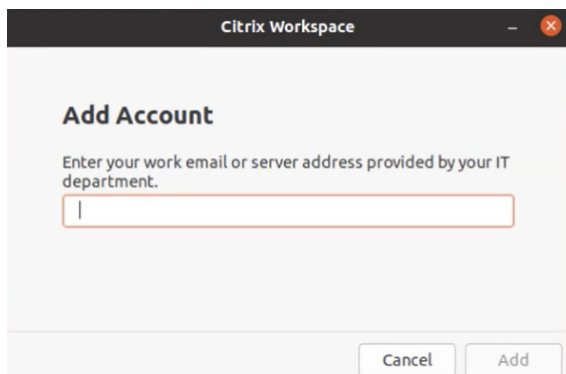 Citrix Workspace
Add Account
Enter your work email or server address provided by your IT
department.
Cancel
Add